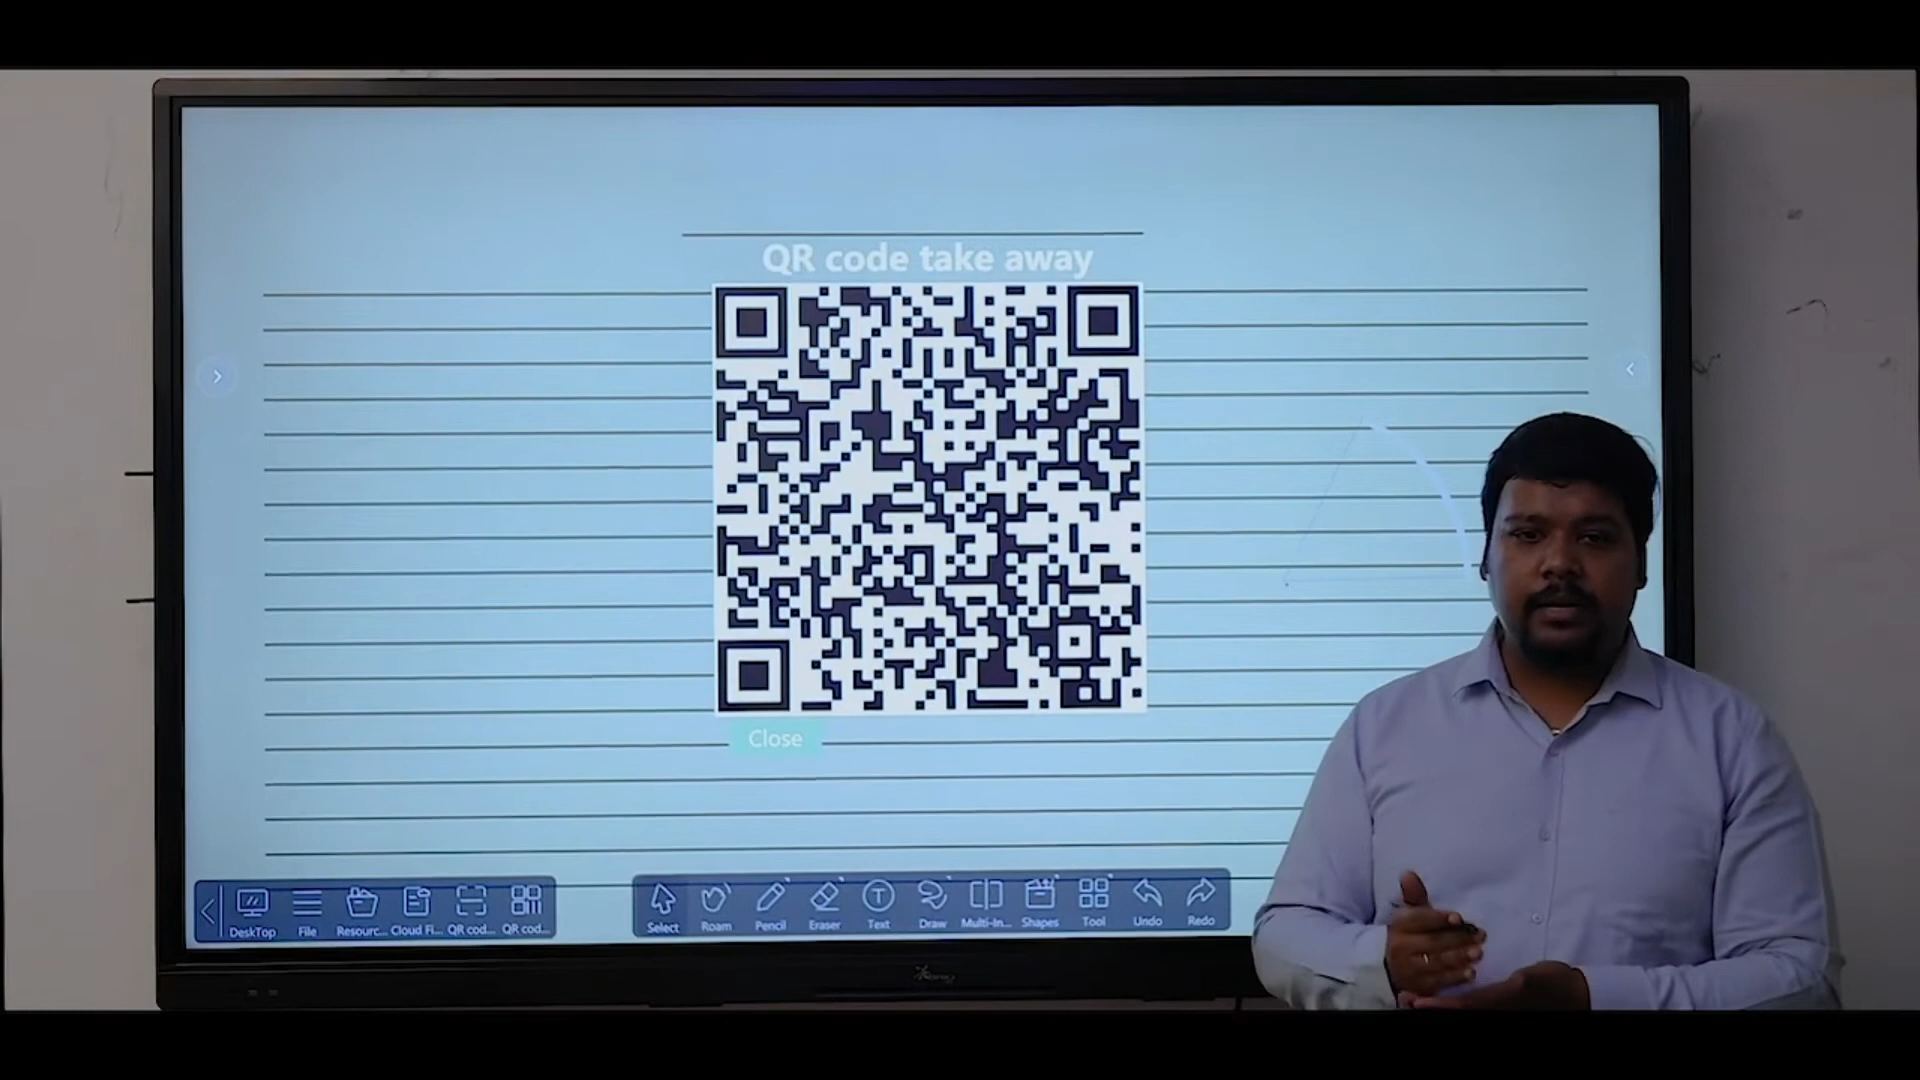 QR code take away
Close
DeskTop File Resourc... Cloud Fi... QR cod... QR cod...
Select Roam Pencil Eraser Text Draw Multi-In... Shapes Tool Undo Redo